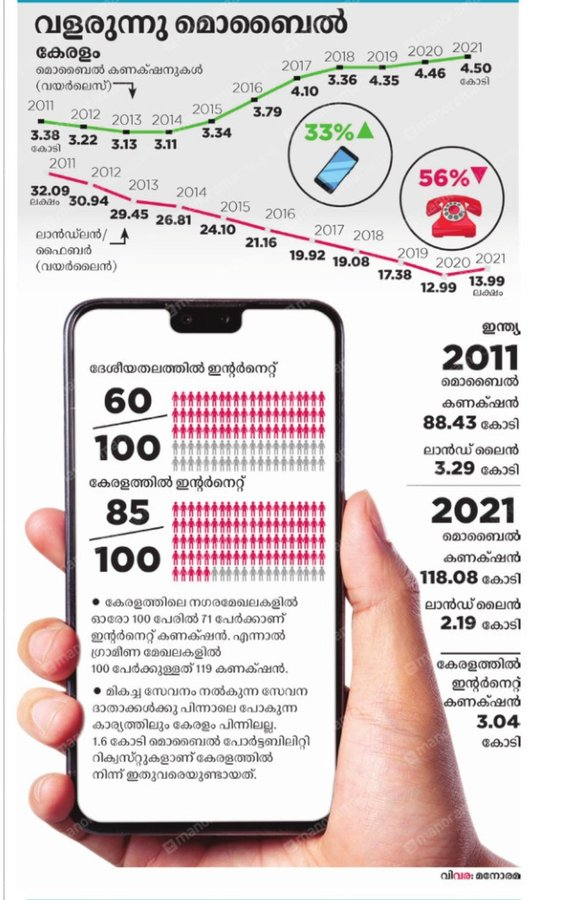 വളരുന്നു മൊബൈൽ
കേരളം
മൊബൈൽ കണക്‌ഷനുകൾ
(വയർലെസ്)
2011
2012
2013
2014
2015
2016
2017
2018
2019
2020
2021
3.38
കോടി
3.22
3.13
3.11
3.34
3.79
4.10
3.36
4.35
4.46
4.50
കോടി
33%
56%
2011
2012
2013
2014
2015
2016
2017
2018
2019
2020
2021
32.09
ലക്ഷം
30.94
29.45
26.81
24.10
21.16
19.92
19.08
17.38
12.99
13.99
ലക്ഷം
ലാൻഡ്‌ലൻ/
ഫൈബർ
(വയർലൈൻ)
ദേശീയതലത്തിൽ ഇന്റർനെറ്റ്
60
100
കേരളത്തിൽ ഇന്റർനെറ്റ്
85
100
● കേരളത്തിലെ നഗരമേഖലകളിൽ
ഓരോ 100 പേരിൽ 71 പേർക്കാണ്
ഇന്റർനെറ്റ് കണക്‌ഷൻ. എന്നാൽ
ഗ്രാമീണ മേഖലകളിൽ
100 പേർക്കുള്ളത് 119 കണക്‌ഷൻ.
● മികച്ച സേവനം നൽകുന്ന സേവന
ദാതാക്കൾക്കു പിന്നാലെ പോകുന്ന
കാര്യത്തിലും കേരളം പിന്നിലല്ല.
1.6 കോടി മൊബൈൽ പോർട്ടബിലിറ്റി
റിക്വസ്റ്റുകളാണ് കേരളത്തിൽ
നിന്ന് ഇതുവരെയുണ്ടായത്.
ഇന്ത്യ
2011
മൊബൈൽ
കണക്‌ഷൻ
88.43 കോടി
ലാൻഡ് ലൈൻ
3.29 കോടി
2021
മൊബൈൽ
കണക്‌ഷൻ
118.08 കോടി
ലാൻഡ് ലൈൻ
2.19 കോടി
കേരളത്തിൽ
ഇന്റർനെറ്റ്
കണക്‌ഷൻ
3.04
കോടി
വിവര: മനോരമ